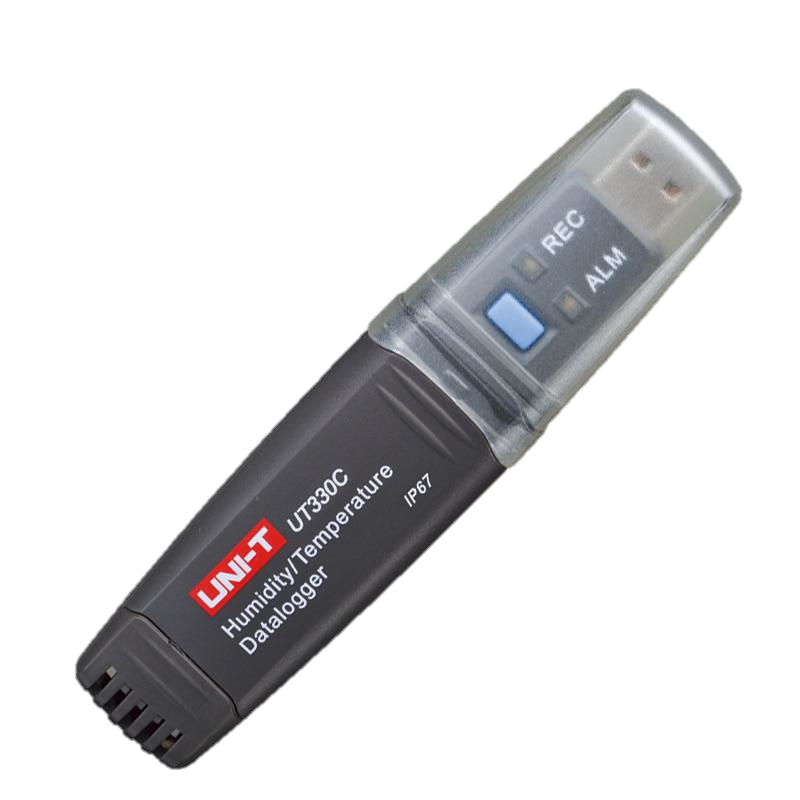 REC
ALM
UNI-T UT330C
Humidity/Temperature
Datalogger
IP67